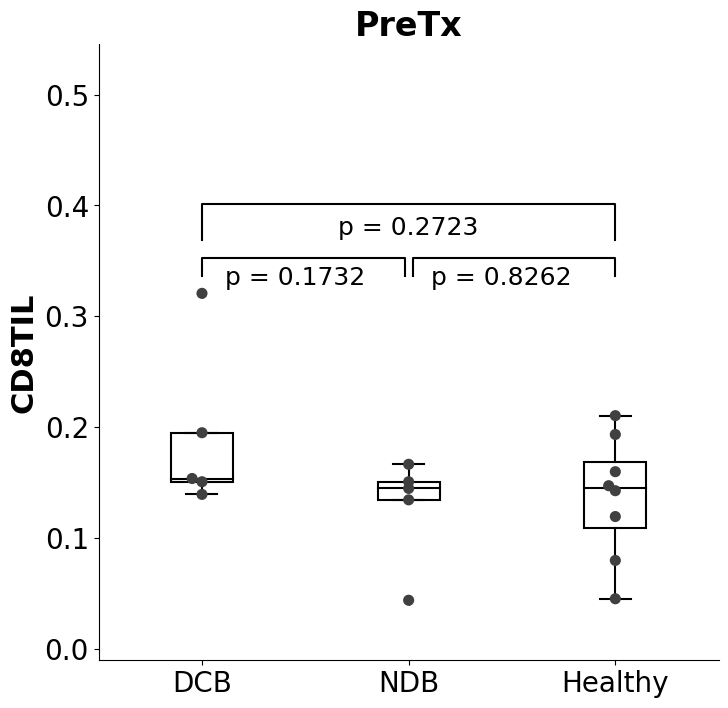 PreTx
0.5
0.4
p = 0.2723
p = 0.1732
p = 0.8262
0.3
CD8TIL
0.2
0.1
0.0
DCB
NDB
Healthy